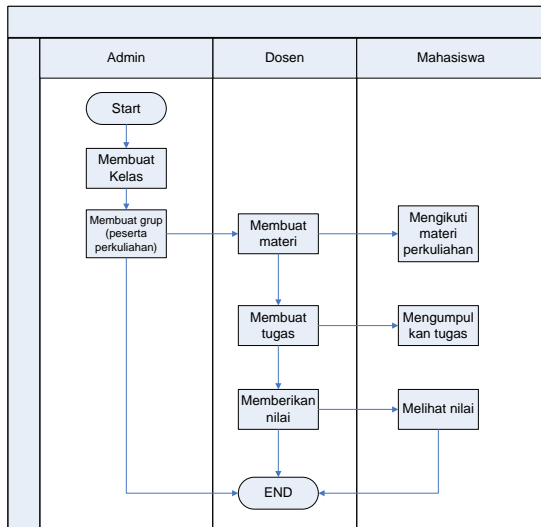 Admin
Dosen
Mahasiswa
Start
Membuat
Kelas
Membuat grup
(peserta
perkuliahan)
Membuat
materi
Mengikuti
materi
perkuliahan
Membuat
tugas
Mengumpul
kan tugas
Memberikan
nilai
Melihat nilai
END